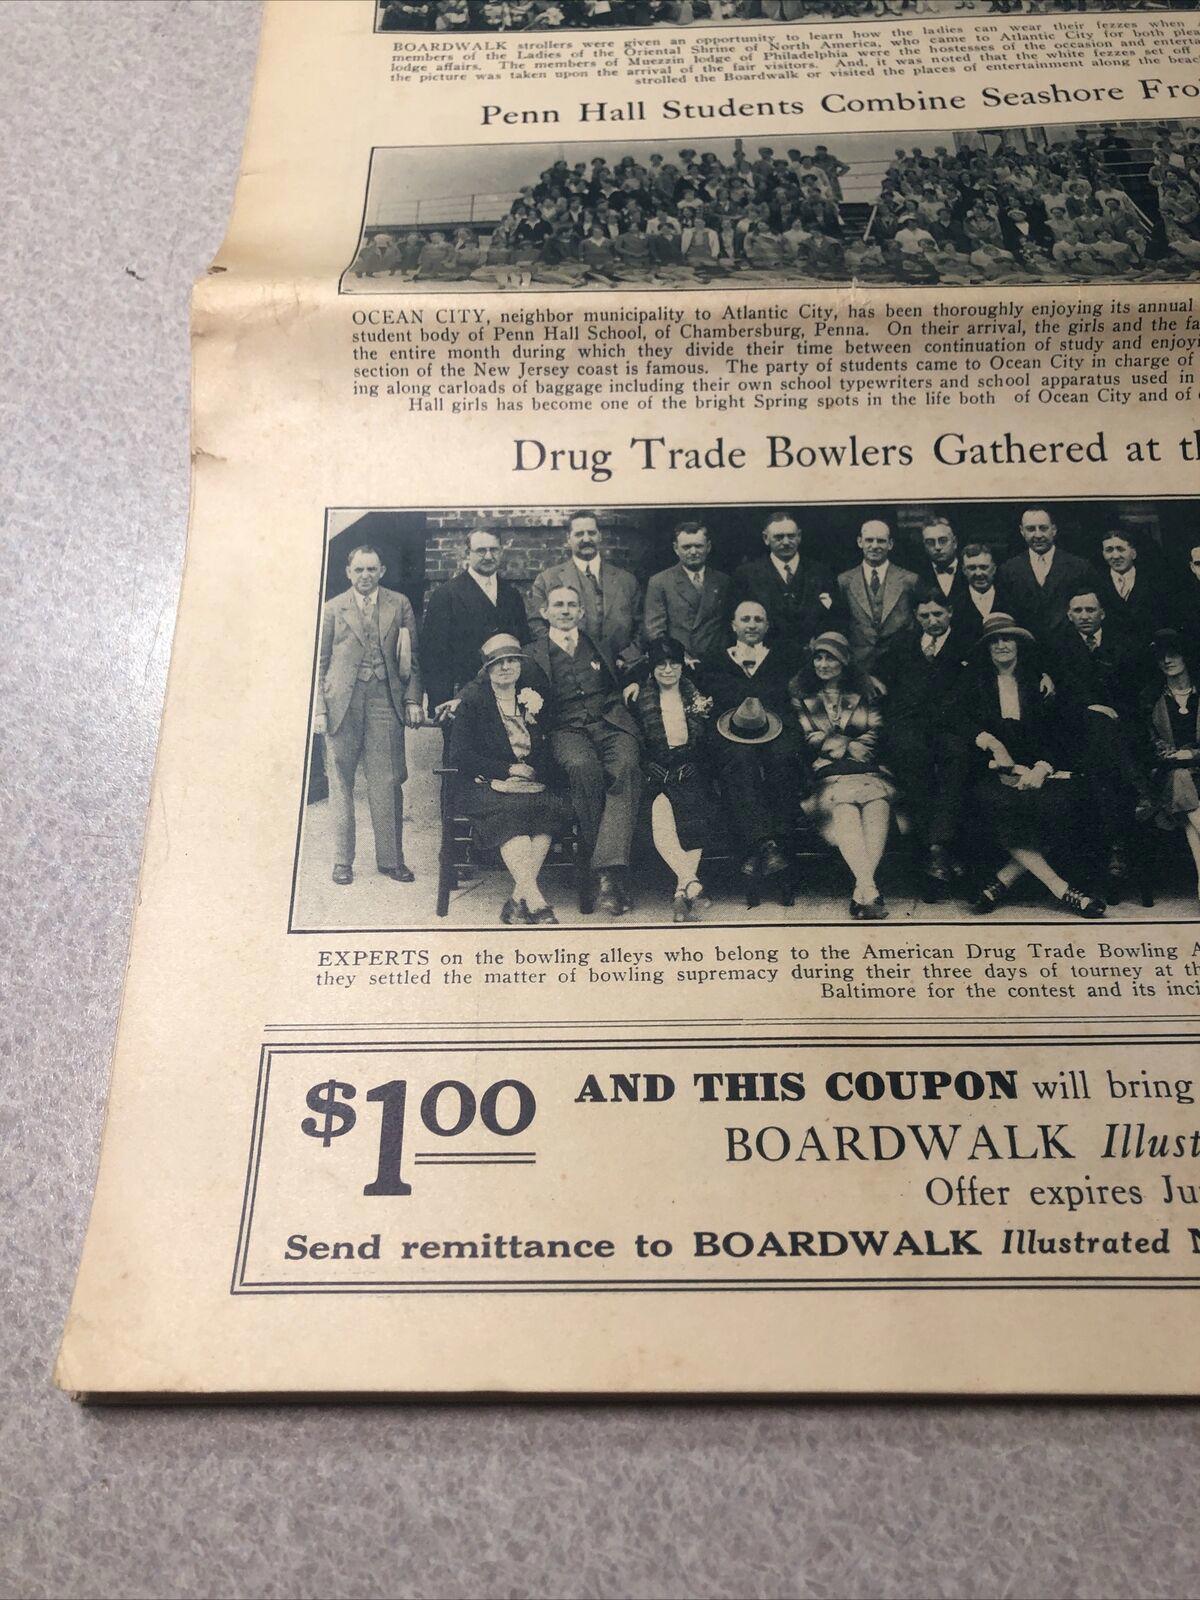 BOARDWALK strollers were given an opportunity to learn how the ladies can wear their fezzes when
members of the Ladies of the Oriental Shrine of North America, who came to Atlantic City for both plea
lodge affairs. The members of Muezzin lodge of Philadelphia were the hostesses of the occasion and enterta
the picture was taken upon the arrival of the fair visitors. And, it was noted that the white fezzes set off
strolled the Boardwalk or visited the places of entertainment along the beac
Penn Hall Students Combine Seashore Fro
OCEAN CITY, neighbor municipality to Atlantic City, has been thoroughly enjoying its annual
student body of Penn Hall School, of Chambersburg, Penna. On their arrival, the girls and the fa
the entire month during which they divide their time between continuation of study and enjoy
section of the New Jersey coast is famous. The party of students came to Ocean City in charge of
ing along carloads of baggage including their own school typewriters and school apparatus used in
Hall girls has become one of the bright Spring spots in the life both of Ocean City and of
Drug Trade Bowlers Gathered at th
EXPERTS on the bowling alleys who belong to the American Drug Trade Bowling A
they settled the matter of bowling supremacy during their three days of tourney at th
Baltimore for the contest and its inci
$1.00 AND THIS COUPON will bring
BOARDWALK Illust
Offer expires Ju
Send remittance to BOARDWALK Illustrated N